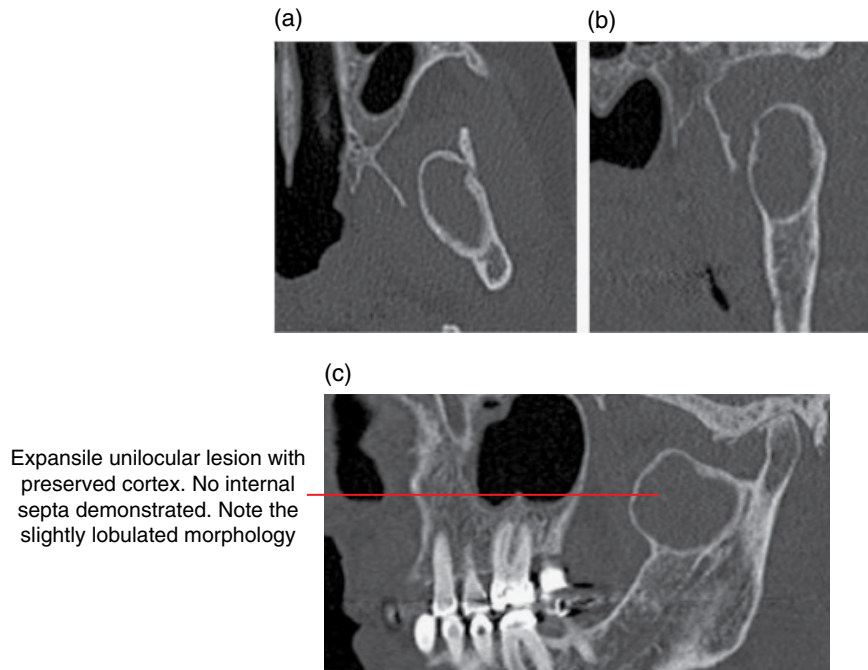 (a)
(b)
(c)
Expansile unilocular lesion with
preserved cortex. No internal
septa demonstrated. Note the
slightly lobulated morphology